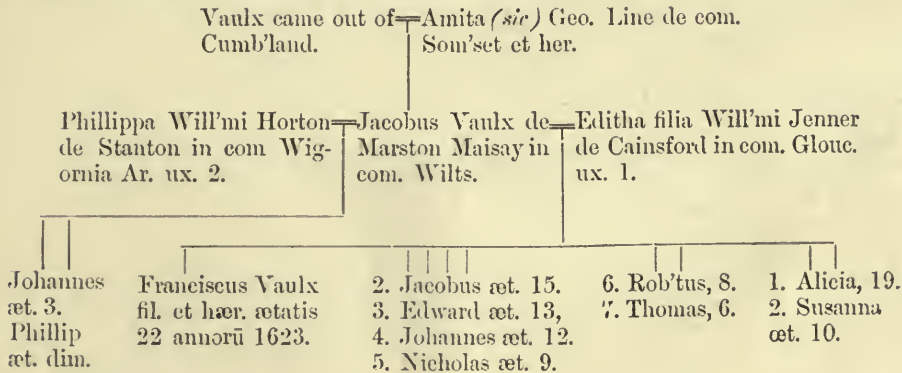 Vaulx came out of
Cumb'land.
Amita (sic) Geo. Line de com.
Som'set et her.
Phillippa Will'mi Horton
de Stanton in com Wig-
ornia Ar. ux. 2.
Jacobus Vaulx de
Marston Maisay in
com. Wilts.
Editha filia Will'mi Jenner
de Cainsford in com. Glouc.
ux. 1.
Johannes
æt. 3.
Phillip
æt. dim.
Franciscus Vaulx
fil. et hær. ætatis
22 annorū 1623.
2. Jacobus æt. 15.
3. Edward æt. 13,
4. Johannes æt. 12.
5. Nicholas æt. 9.
6. Rob'tus, 8.
7. Thomas, 6.
1. Alicia, 19.
2. Susanna
œt. 10.